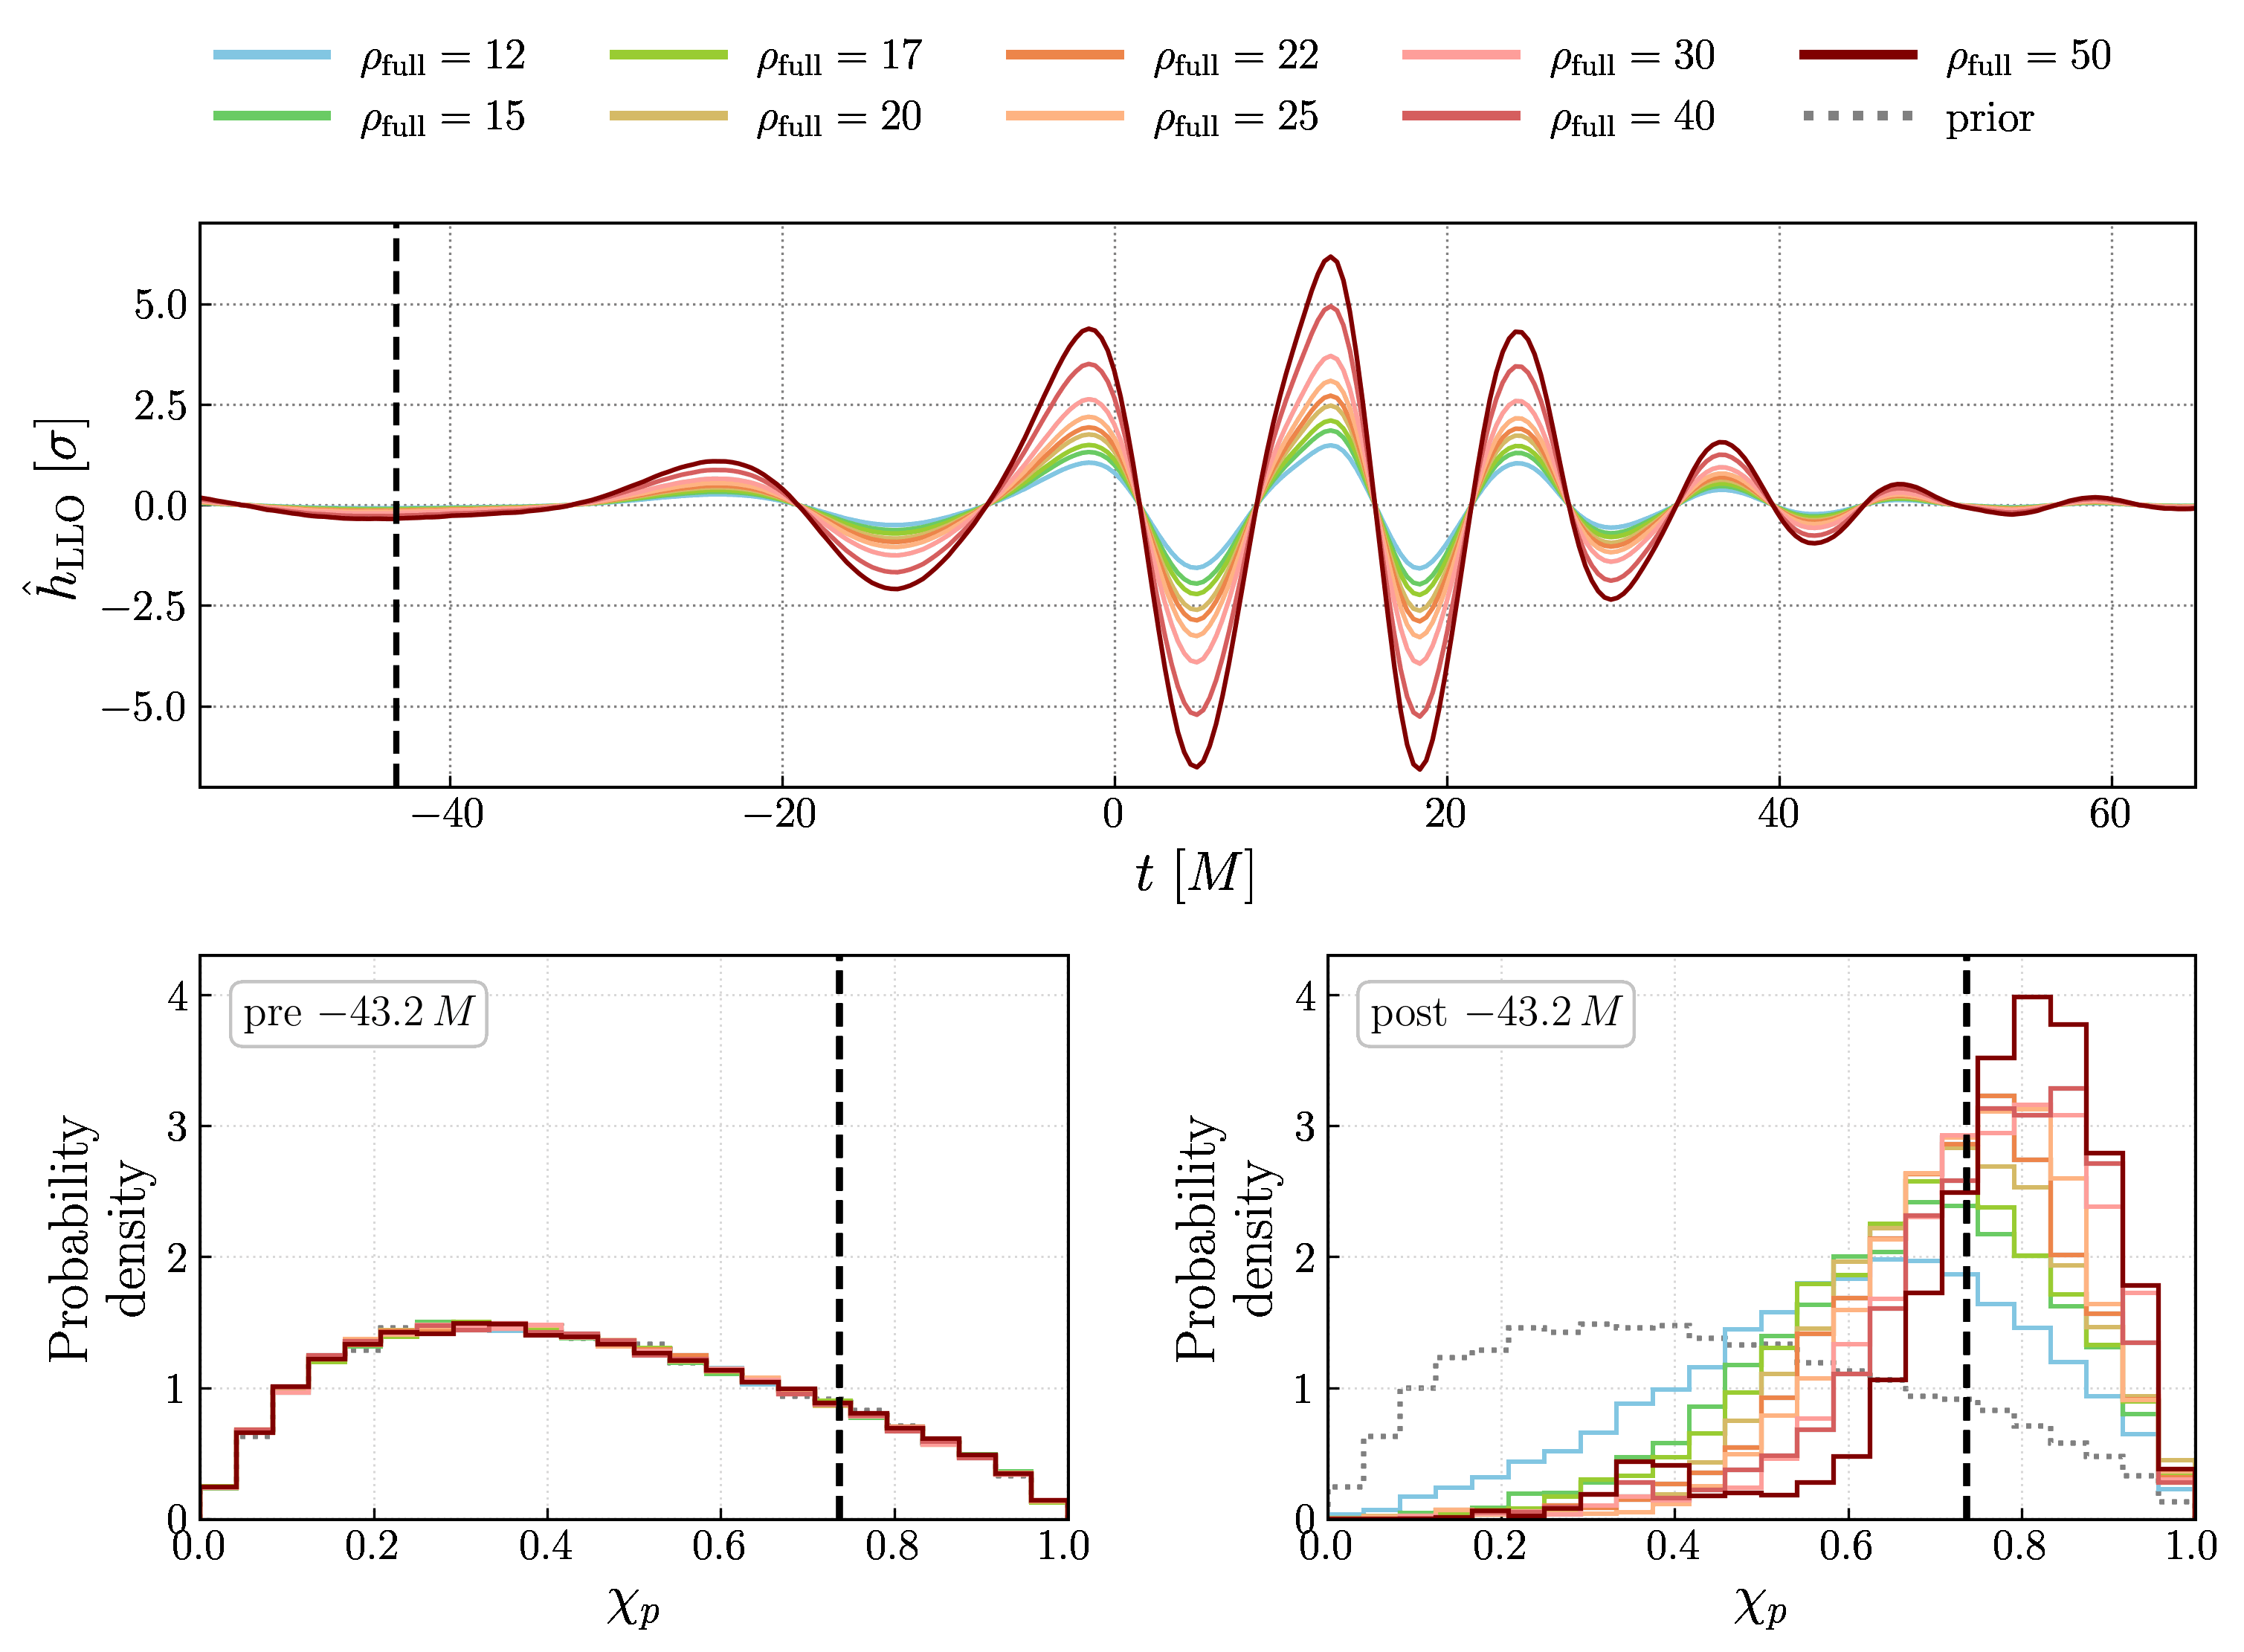 ρfull = 12 ρfull = 17 ρfull = 22 ρfull = 30 ρfull = 50
ρfull = 15 ρfull = 20 ρfull = 25 ρfull = 40 prior
ĥLLO [σ]
5.0
2.5
0.0
−2.5
−5.0
−40 −20 0 20 40 60
t [M]
pre −43.2 M
Probability
density
4
3
2
1
0
0.0 0.2 0.4 0.6 0.8 1.0
χp
post −43.2 M
Probability
density
4
3
2
1
0
0.0 0.2 0.4 0.6 0.8 1.0
χp